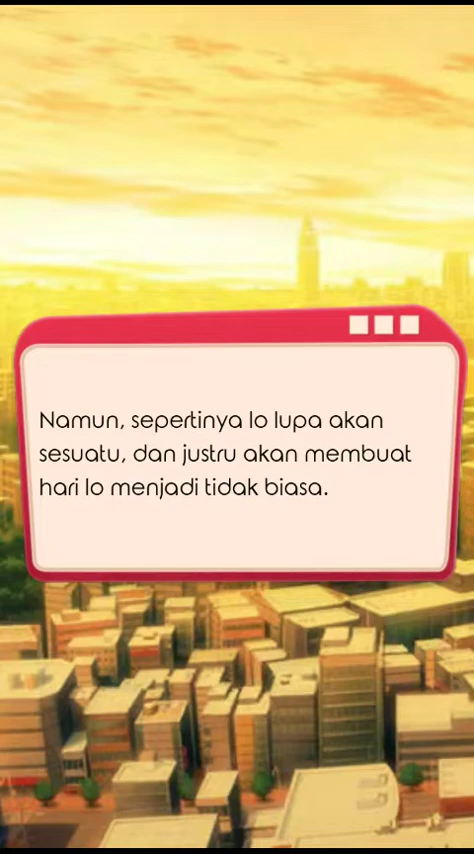 Namun, sepertinya lo lupa akan
sesuatu, dan justru akan membuat
hari lo menjadi tidak biasa.